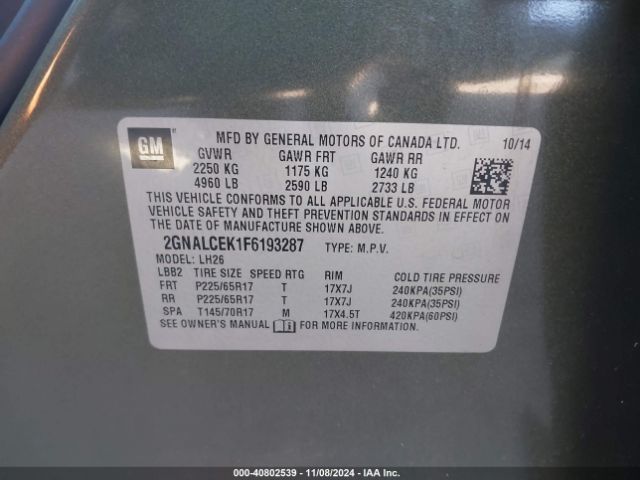 GM
MFD BY GENERAL MOTORS OF CANADA LTD. 10/14
GVWR GAWR FRT GAWR RR
2250 KG 1175 KG 1240 KG
4960 LB 2590 LB 2733 LB
THIS VEHICLE CONFORMS TO ALL APPLICABLE U.S. FEDERAL MOTOR
VEHICLE SAFETY AND THEFT PREVENTION STANDARDS IN EFFECT ON
THE DATE OF MANUFACTURE SHOWN ABOVE.
2GNALCEK1F6193287 TYPE: M.P.V.
MODEL: LH26
LBB2 TIRE SIZE SPEED RTG RIM COLD TIRE PRESSURE
FRT P225/65R17 T 17X7J 240KPA(35PSI)
RR P225/65R17 T 17X7J 240KPA(35PSI)
SPA T145/70R17 M 17X4.5T 420KPA(60PSI)
SEE OWNER'S MANUAL FOR MORE INFORMATION.
000-40802539 - 11/08/2024 - IAA Inc.